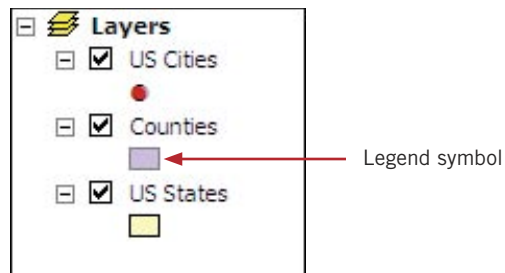 Layers
US Cities
Counties
Legend symbol
US States